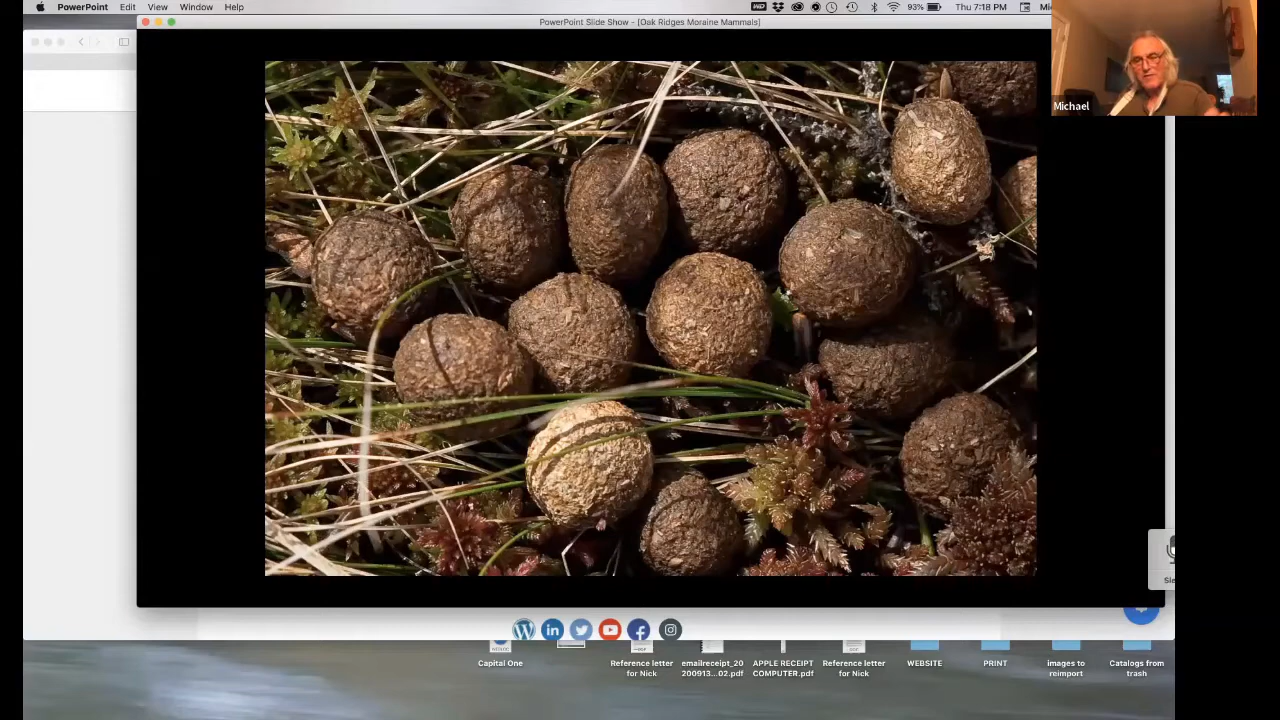 PowerPoint Edit View Window Help
93% Thu 7:18 PM
PowerPoint Slide Show - [Oak Ridges Moraine Mammals]
Michael
Capital One
Reference letter
for Nick
emailreceipt_20
200913...02.pdf
APPLE RECEIPT
COMPUTER.pdf
Reference letter
for Nick
WEBSITE
PRINT
images to
reimport
Catalogs from
trash